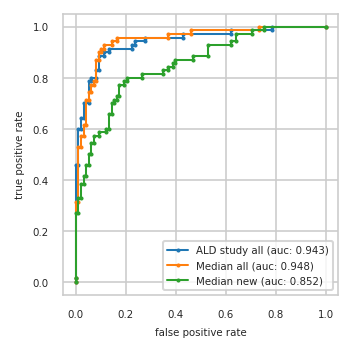 1.0
0.8
0.6
0.4
0.2
0.0
true positive rate
ALD study all (auc: 0.943)
Median all (auc: 0.948)
Median new (auc: 0.852)
0.0 0.2 0.4 0.6 0.8 1.0
false positive rate